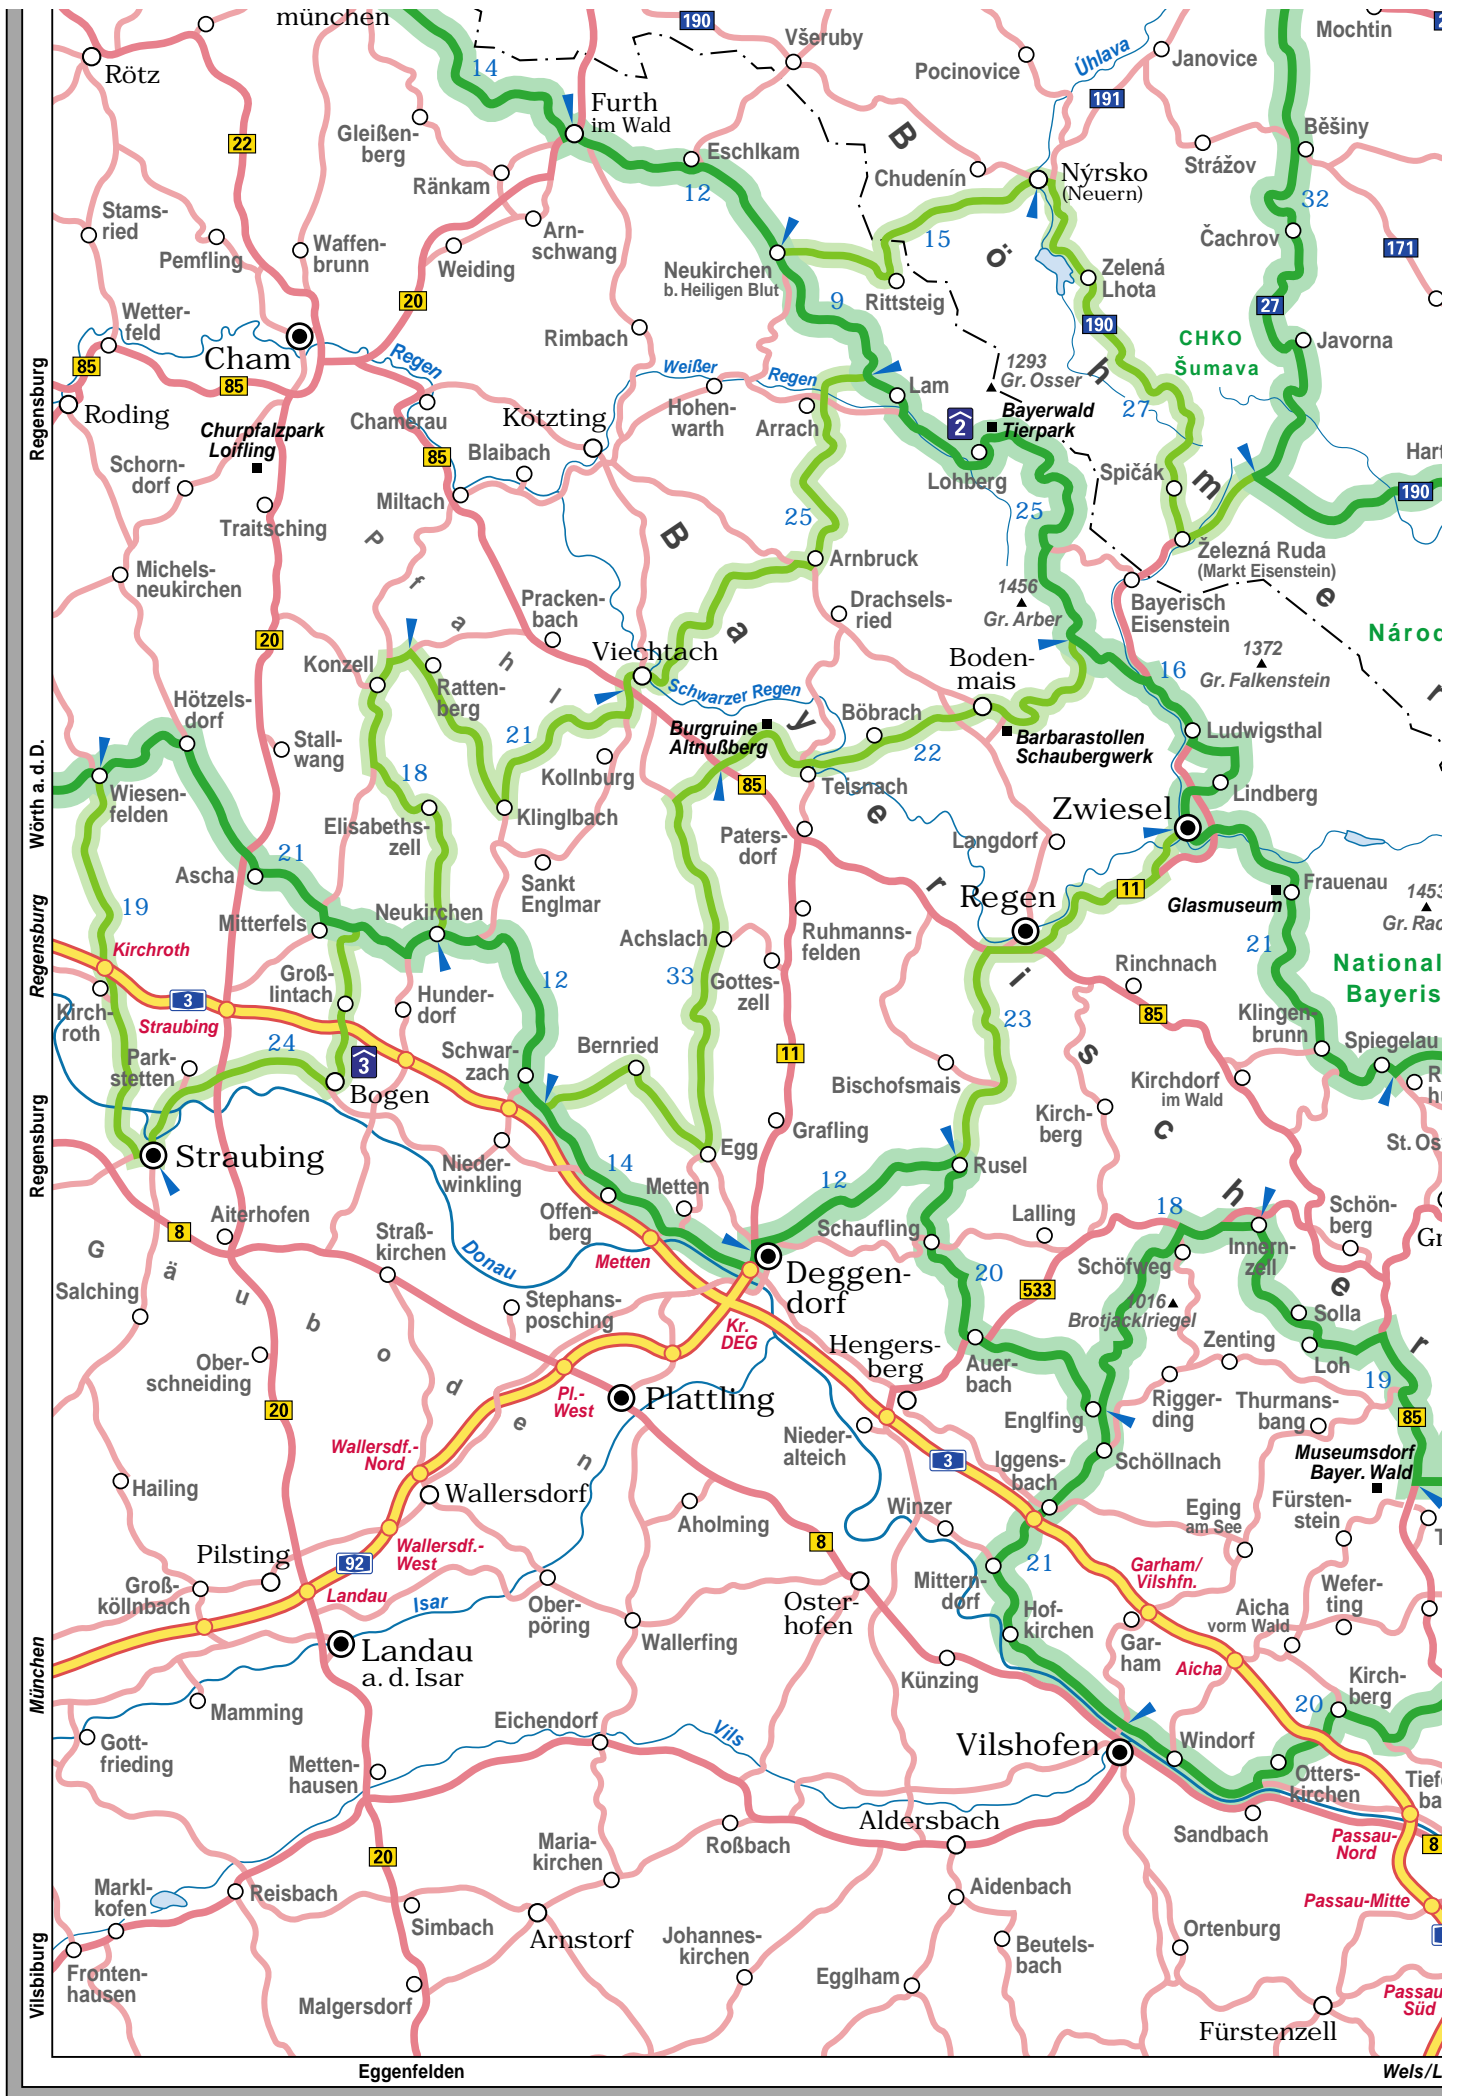 münchen
190
Mochtin
Všeruby
Janovice
Úhlava
Pocinovice
14
Rötz
191
Furth
im Wald
Běšiny
Gleißen-
berg
22
B
Strážov
Eschlkam
Ränkam
Chudenín
Nýrsko
(Neuern)
12
32
Stams-
ried
Arn-
schwang
Čachrov
171
Pemfling
Waffen-
brunn
Weiding
15
ö
Neukirchen
b. Heiligen Blut
Zelená
Lhota
Rittsteig
20
9
27
Wetter-
feld
190
Rimbach
CHKO
Šumava
Javorna
Cham
Regen
Weißer
Regen
1293
Gr. Osser
h
85
85
Lam
Regensburg
Roding
Chamerau
Kötzting
Hohen-
warth
Arrach
2
Bayerwald
Tierpark
27
Churpfalzpark
Loifling
85
Blaibach
Lohberg
Schorn-
dorf
Miltach
Spičák
m
190
Traitsching
25
25
P
B
Železná Ruda
(Markt Eisenstein)
Arnbruck
Michels-
neukirchen
f
1456
Gr. Arber
Bayerisch
Eisenstein
e
Pracken-
bach
Drachsels-
ried
a
a
20
Konzell
h
Viechtach
Boden-
mais
1372
Gr. Falkenstein
16
Ratten-
berg
Schwarzer Regen
Hötzels-
dorf
l
Böbrach
y
Burgruine
Altnußberg
Ludwigsthal
Stall-
wang
21
22
Barbarastollen
Schaubergwerk
Kollnburg
18
85
Teisnach
Wiesen-
felden
Klinglbach
e
Lindberg
Wörth a. d. D.
Elisabeths-
zell
Zwiesel
Paters-
dorf
Langdorf
21
Ascha
Sankt
Englmar
r
11
Frauenau
1453
Regen
Glasmuseum
19
Neukirchen
Mitterfels
Achslach
Ruhmanns-
felden
21
Regensburg
Kirchroth
Groß-
lintach
12
33
Gottes-
zell
i
Rinchnach
National
Bayeris
3
Hunder-
dorf
Kirch-
roth
Straubing
23
85
Klingen-
brunn
24
Schwar-
zach
Bernried
Spiegelau
Park-
stetten
3
11
s
Bogen
Bischofsmais
Kirchdorf
im Wald
Kirch-
berg
c
Grafling
Regensburg
Straubing
Egg
Rusel
Nieder-
winkling
14
12
Metten
h
Aiterhofen
8
Straß-
kirchen
Offen-
berg
Schaufling
Lalling
18
Schön-
berg
G
Donau
Metten
Innern-
zell
Schöfweg
ä
Salching
Deggen-
dorf
20
533
e
u
Stephans-
posching
1016
Brotjacklriegel
Solla
b
Kr.
DEG
Hengers-
berg
Zenting
Ober-
schneiding
o
Auer-
bach
Loh
r
Pl.-
West
Plattling
Rigger-
ding
19
20
d
Englfing
Thurmans-
bang
85
e
Nieder-
alteich
Wallersdf.-
Nord
n
3
Iggens-
bach
Schöllnach
Museumsdorf
Bayer. Wald
Hailing
Wallersdorf
Winzer
Eging
am See
Fürsten-
stein
Aholming
Wallersdf.-
West
8
Pilsting
92
21
Garham/
Vilshfn.
Groß-
köllnbach
Landau
Isar
Mittern-
dorf
Wefer-
ting
Ober-
pöring
Oster-
hofen
Hof-
kirchen
Aicha
vorm Wald
Landau
a. d. Isar
Wallerfing
Gar-
ham
München
Künzing
Aicha
Kirch-
berg
Mamming
20
Eichendorf
Vils
Gott-
frieding
Vilshofen
Windorf
Metten-
hausen
Otters-
kirchen
Aldersbach
Sandbach
Roßbach
Passau-
Nord
8
20
Maria-
kirchen
Markl-
kofen
Reisbach
Aidenbach
Passau-Mitte
Simbach
Arnstorf
Johannes-
kirchen
Beutels-
bach
Ortenburg
Vilsbiburg
Fronten-
hausen
Malgersdorf
Egglham
Passau
Süd
Fürstenzell
Eggenfelden
Wels/L